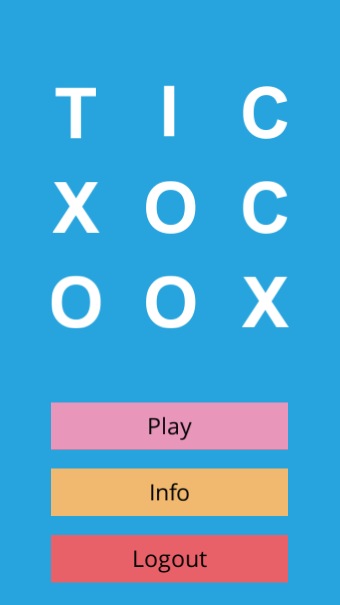 T I C
X O C
O O X
Play
Info
Logout